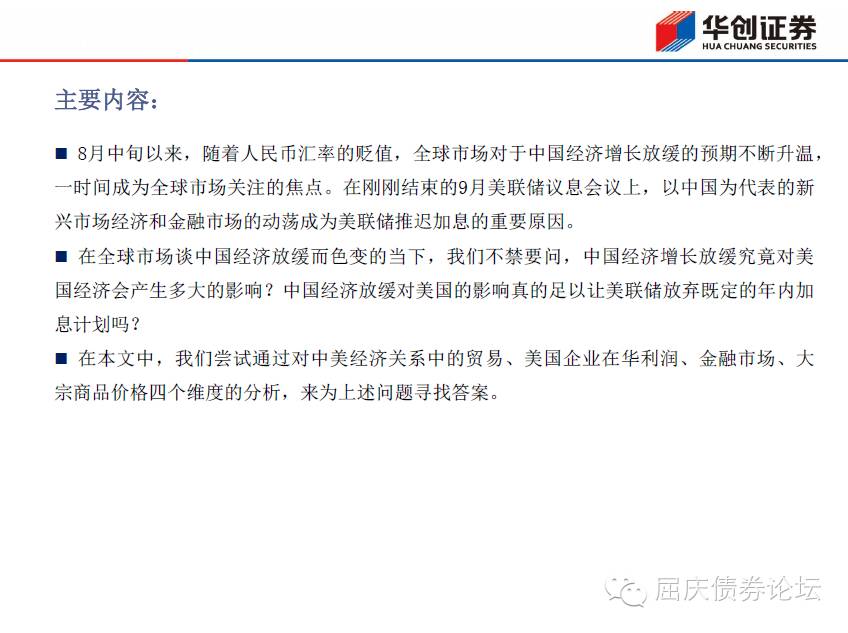 华创证券
HUA CHUANG SECURITIES
主要内容：
■ 8月中旬以来，随着人民币汇率的贬值，全球市场对于中国经济增长放缓的预期不断升温，
一时间成为全球市场关注的焦点。在刚刚结束的9月美联储议息会议上，以中国为代表的新
兴市场经济和金融市场的动荡成为美联储推迟加息的重要原因。
■ 在全球市场谈中国经济放缓而色变的当下，我们不禁要问，中国经济增长放缓究竟对美
国经济会产生多大的影响？中国经济放缓对美国的影响真的足以让美联储放弃既定的年内加
息计划吗？
■ 在本文中，我们尝试通过对中美经济关系中的贸易、美国企业在华利润、金融市场、大
宗商品价格四个维度的分析，来为上述问题寻找答案。
屈庆债券论坛